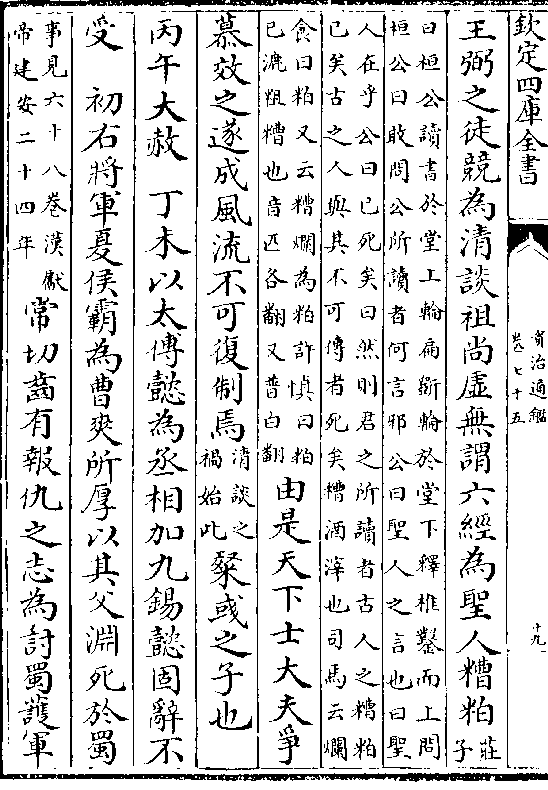 欽定四庫全書
資治通鑑
卷七十五
十九
王弼之徒競為清談祖尚虛無謂六經為聖人糟粕莊子
曰桓公讀書於堂上輪扁斲輪於堂下釋椎鑿而上問
桓公曰敢問公所讀者何言邪公曰聖人之言也曰聖
人在乎公曰已死矣曰然則君之所讀者古人之糟粕
已矣古之人與其不可傳者死矣糟酒滓也司馬云爛
食曰粕又云糟爛為粕許慎曰粕
已漉粗糟也音匹各翻又普白翻
由是天下士大夫爭
慕效之遂成風流不可復制焉清談之禍始此粲彧之子也
丙午大赦 丁未以太傅懿為丞相加九錫懿固辭不
受 初右將軍夏侯霸為曹爽所厚以其父淵死於蜀
事見六十八卷漢獻
帝建安二十四年
常切齒有報仇之志為討蜀護軍